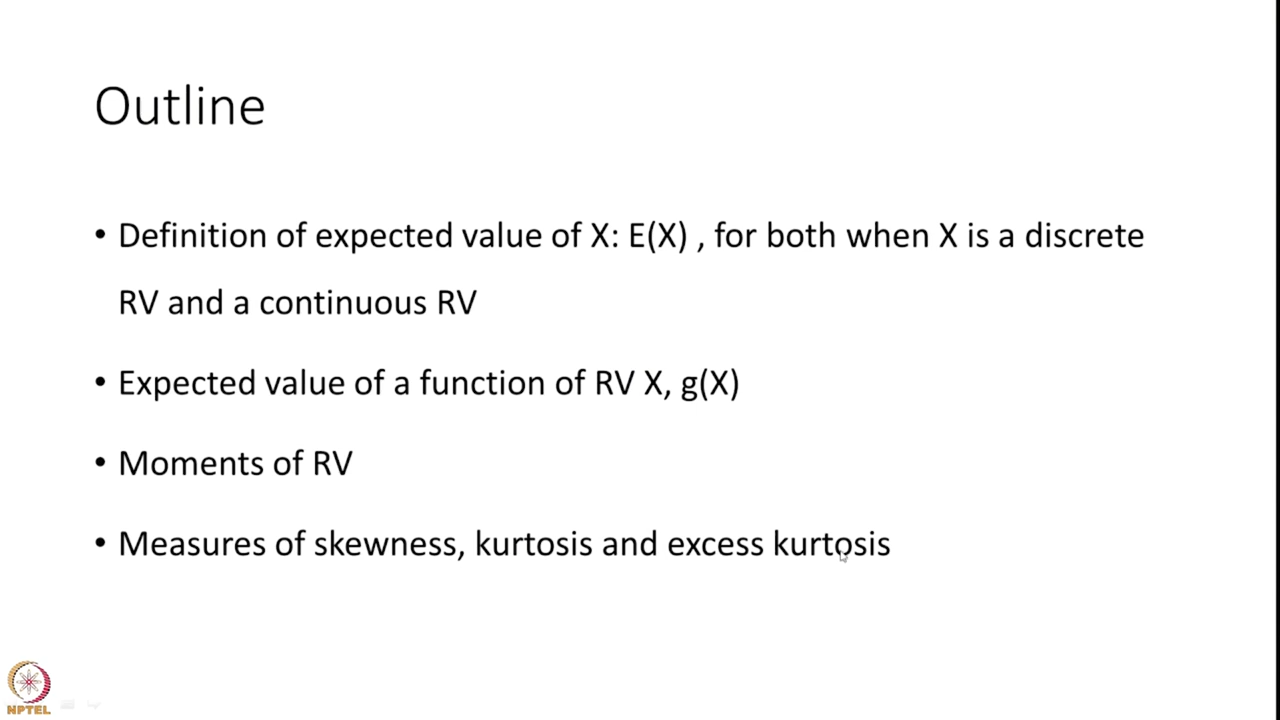 Outline
• Definition of expected value of X: E(X) , for both when X is a discrete
RV and a continuous RV
• Expected value of a function of RV X, g(X)
• Moments of RV
• Measures of skewness, kurtosis and excess kurtosis
NPTEL